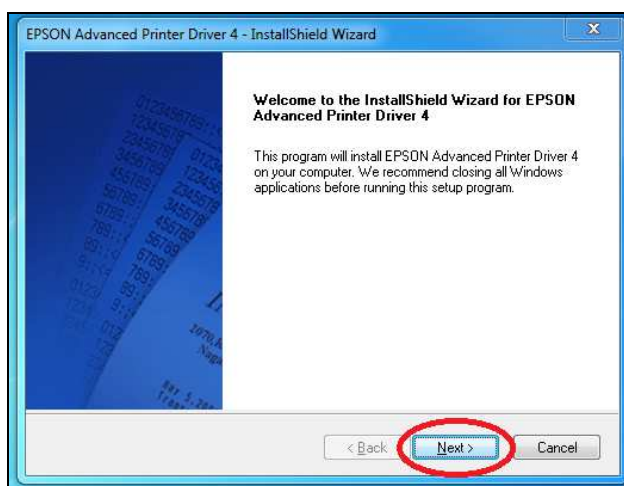 EPSON Advanced Printer Driver 4 - InstallShield Wizard
X
Welcome to the InstallShield Wizard for EPSON
Advanced Printer Driver 4
This program will install EPSON Advanced Printer Driver 4
on your computer. We recommend closing all Windows
applications before running this setup program.
< Back
Next >
Cancel